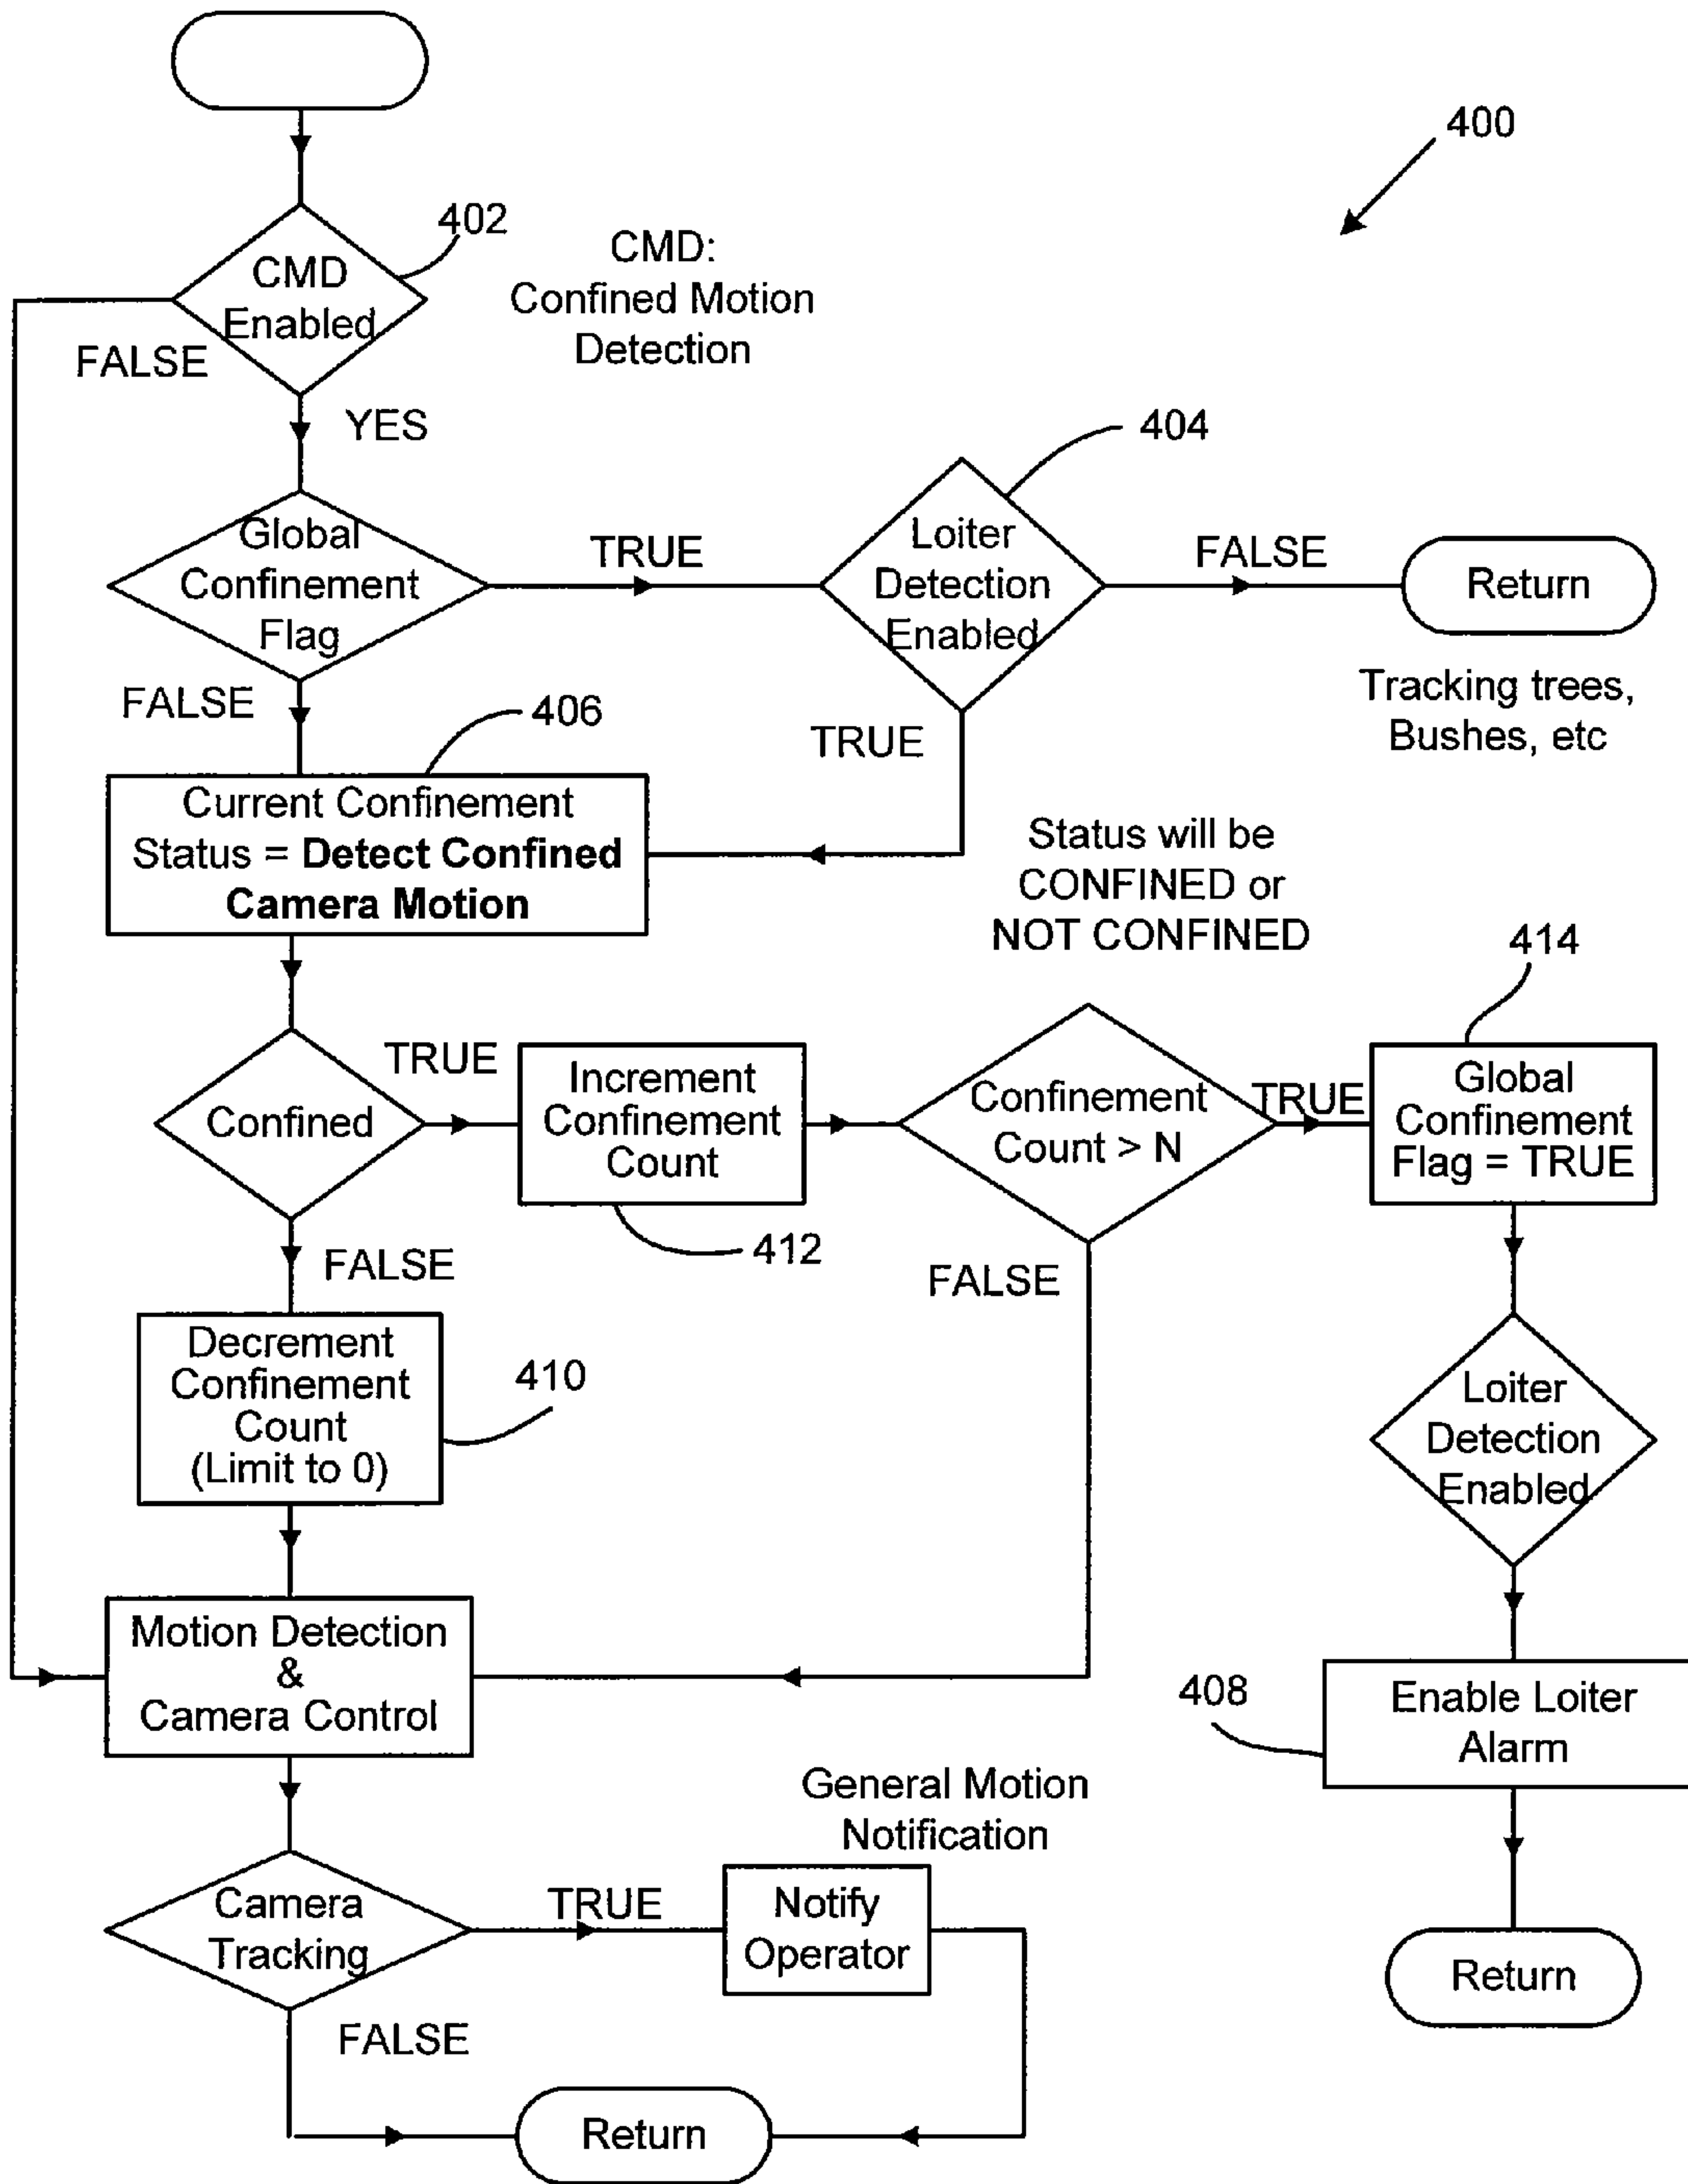 400
402
CMD
Enabled
CMD:
Confined Motion
Detection
FALSE
YES
404
Global
Confinement
Flag
TRUE
Loiter
Detection
Enabled
FALSE
Return
Tracking trees,
Bushes, etc
FALSE
406
TRUE
Current Confinement
Status = Detect Confined
Camera Motion
Status will be
CONFINED or
NOT CONFINED
414
Confined
TRUE
Increment
Confinement
Count
412
Confinement
Count > N
TRUE
Global
Confinement
Flag = TRUE
FALSE
FALSE
Decrement
Confinement
Count
(Limit to 0)
410
Loiter
Detection
Enabled
Motion Detection
&
Camera Control
408
Enable Loiter
Alarm
General Motion
Notification
Camera
Tracking
TRUE
Notify
Operator
Return
FALSE
Return